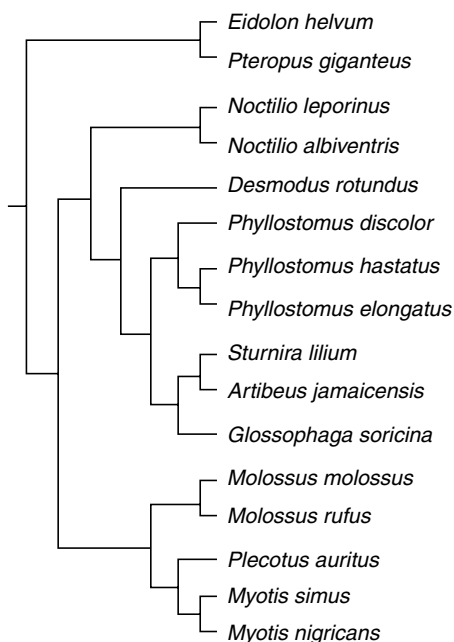 Eidolon helvum
Pteropus giganteus
Noctilio leporinus
Noctilio albiventris
Desmodus rotundus
Phyllostomus discolor
Phyllostomus hastatus
Phyllostomus elongatus
Sturnira lilium
Artibeus jamaicensis
Glossophaga soricina
Molossus molossus
Molossus rufus
Plecotus auritus
Myotis simus
Myotis nigricans